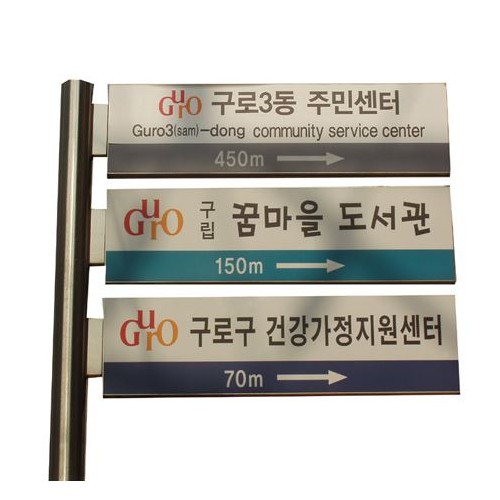 Guro 구로3동 주민센터
Guro3(sam)-dong community service center
450m
Guro 구립 꿈마을 도서관
150m
Guro 구로구 건강가정지원센터
70m